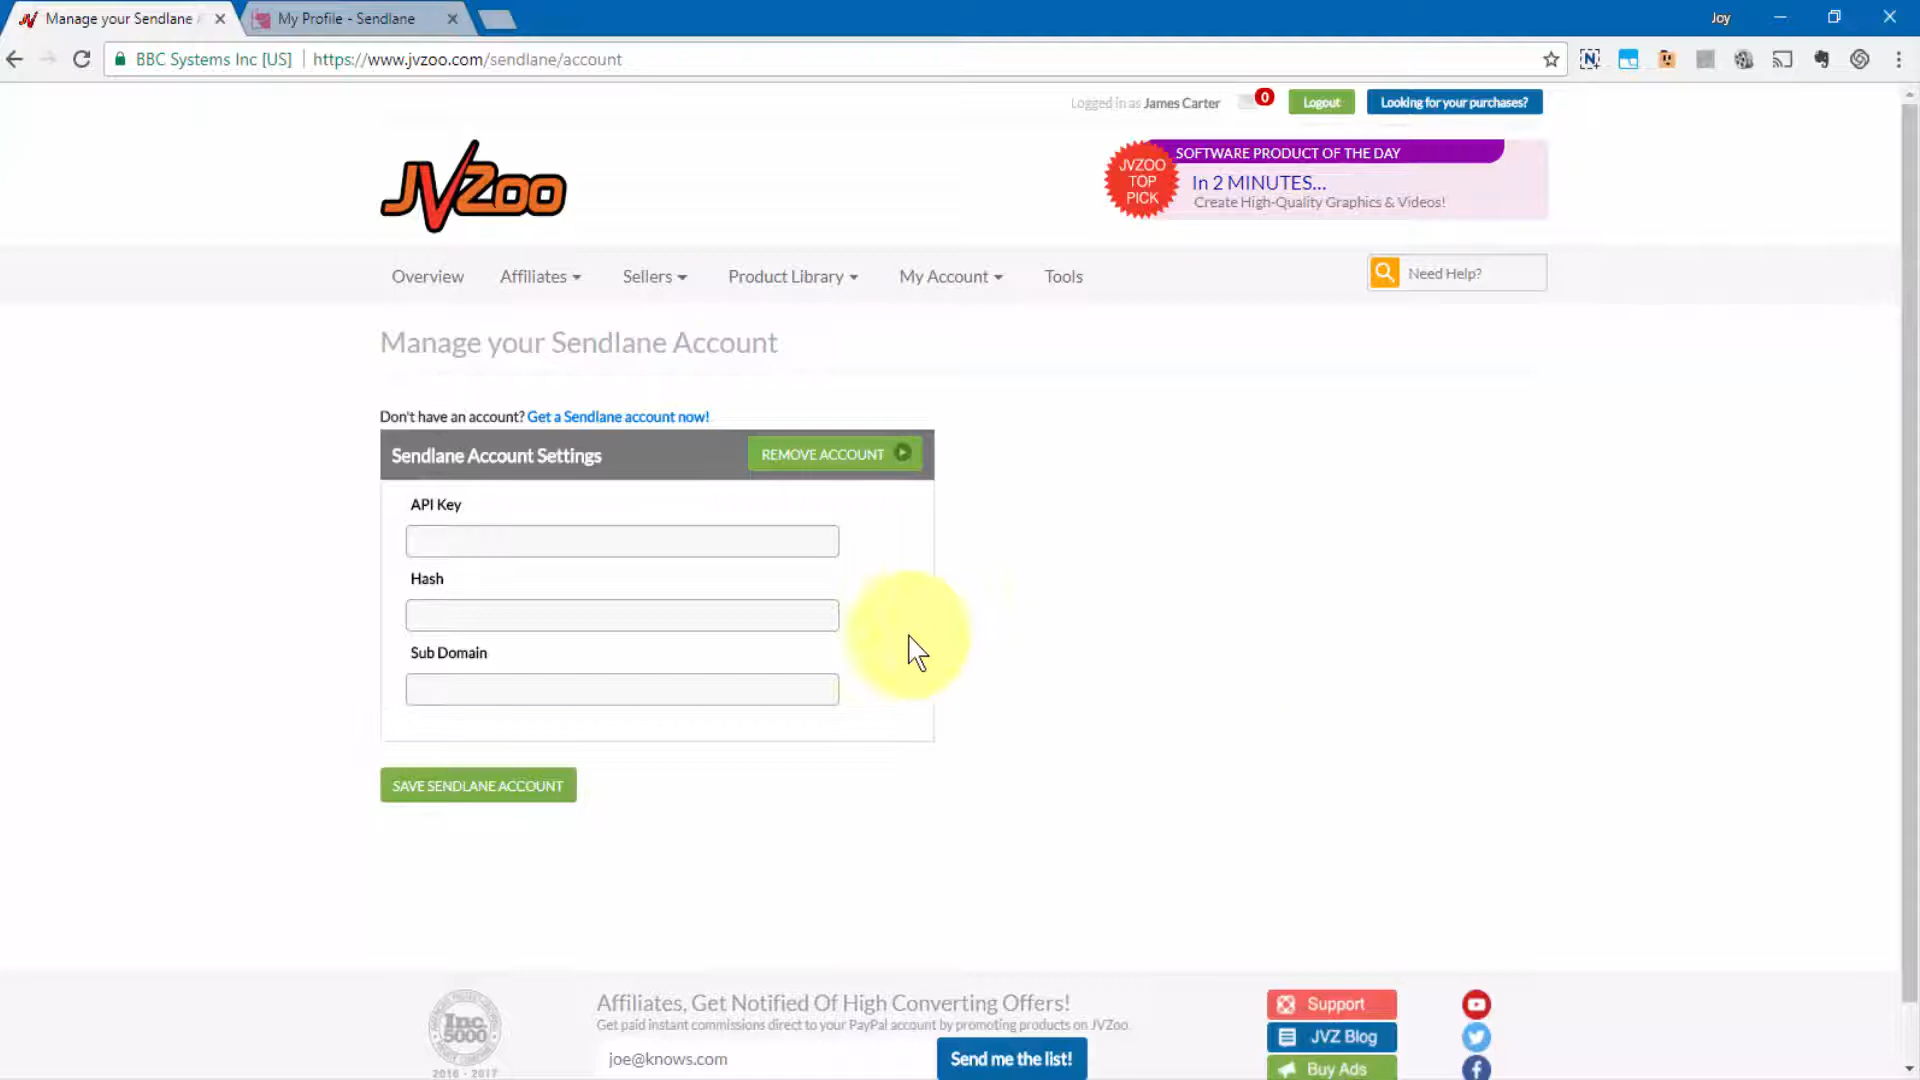 Manage your Sendlane A
My Profile - Sendlane
Joy
BBC Systems Inc [US]
https://www.jvzoo.com/sendlane/account
Logged in as James Carter
0
Logout
Looking for your purchases?
JVZoo
JVZOO
TOP
PICK
SOFTWARE PRODUCT OF THE DAY
In 2 MINUTES...
Create High-Quality Graphics & Videos!
Overview
Affiliates
Sellers
Product Library
My Account
Tools
Need Help?
Manage your Sendlane Account
Don't have an account? Get a Sendlane account now!
Sendlane Account Settings
REMOVE ACCOUNT
API Key
Hash
Sub Domain
SAVE SENDLANE ACCOUNT
Inc.
5000
2016 - 2017
Affiliates, Get Notified Of High Converting Offers!
Get paid instant commissions direct to your PayPal account by promoting products on JVZoo.
joe@knows.com
Send me the list!
Support
JVZ Blog
Buy Ads